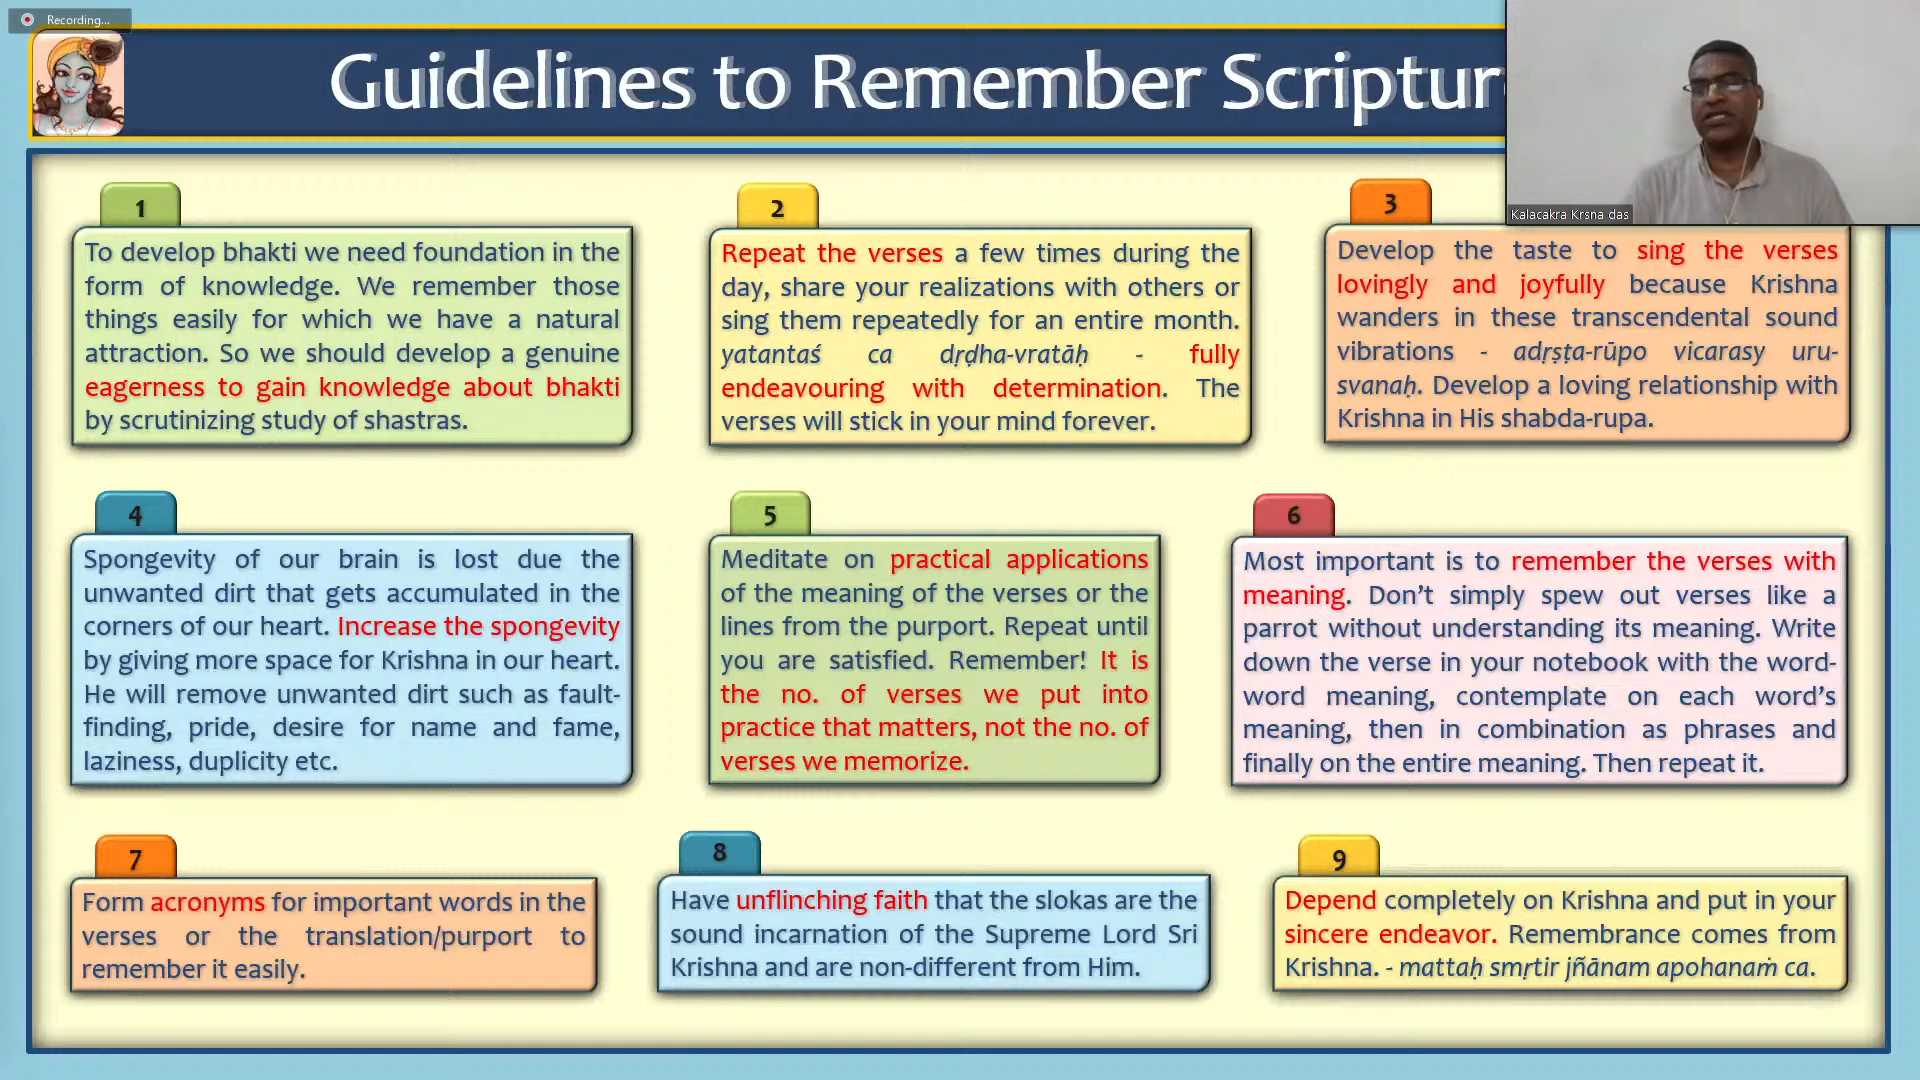 Recording...
Guidelines to Remember Scriptur
Kalacakra Krsna das
1
To develop bhakti we need foundation in the
form of knowledge. We remember those
things easily for which we have a natural
attraction. So we should develop a genuine
eagerness to gain knowledge about bhakti
by scrutinizing study of shastras.
2
Repeat the verses a few times during the
day, share your realizations with others or
sing them repeatedly for an entire month.
yatantaś ca dṛḍha-vratāḥ - fully
endeavouring with determination. The
verses will stick in your mind forever.
3
Develop the taste to sing the verses
lovingly and joyfully because Krishna
wanders in these transcendental sound
vibrations - adṛṣṭa-rūpo vicarasy uru-
svanaḥ. Develop a loving relationship with
Krishna in His shabda-rupa.
4
Spongevity of our brain is lost due the
unwanted dirt that gets accumulated in the
corners of our heart. Increase the spongevity
by giving more space for Krishna in our heart.
He will remove unwanted dirt such as fault-
finding, pride, desire for name and fame,
laziness, duplicity etc.
5
Meditate on practical applications
of the meaning of the verses or the
lines from the purport. Repeat until
you are satisfied. Remember! It is
the no. of verses we put into
practice that matters, not the no. of
verses we memorize.
6
Most important is to remember the verses with
meaning. Don't simply spew out verses like a
parrot without understanding its meaning. Write
down the verse in your notebook with the word-
word meaning, contemplate on each word's
meaning, then in combination as phrases and
finally on the entire meaning. Then repeat it.
7
Form acronyms for important words in the
verses or the translation/purport to
remember it easily.
8
Have unflinching faith that the slokas are the
sound incarnation of the Supreme Lord Sri
Krishna and are non-different from Him.
9
Depend completely on Krishna and put in your
sincere endeavor. Remembrance comes from
Krishna. - mattaḥ smṛtir jñānam apohanaṁ ca.